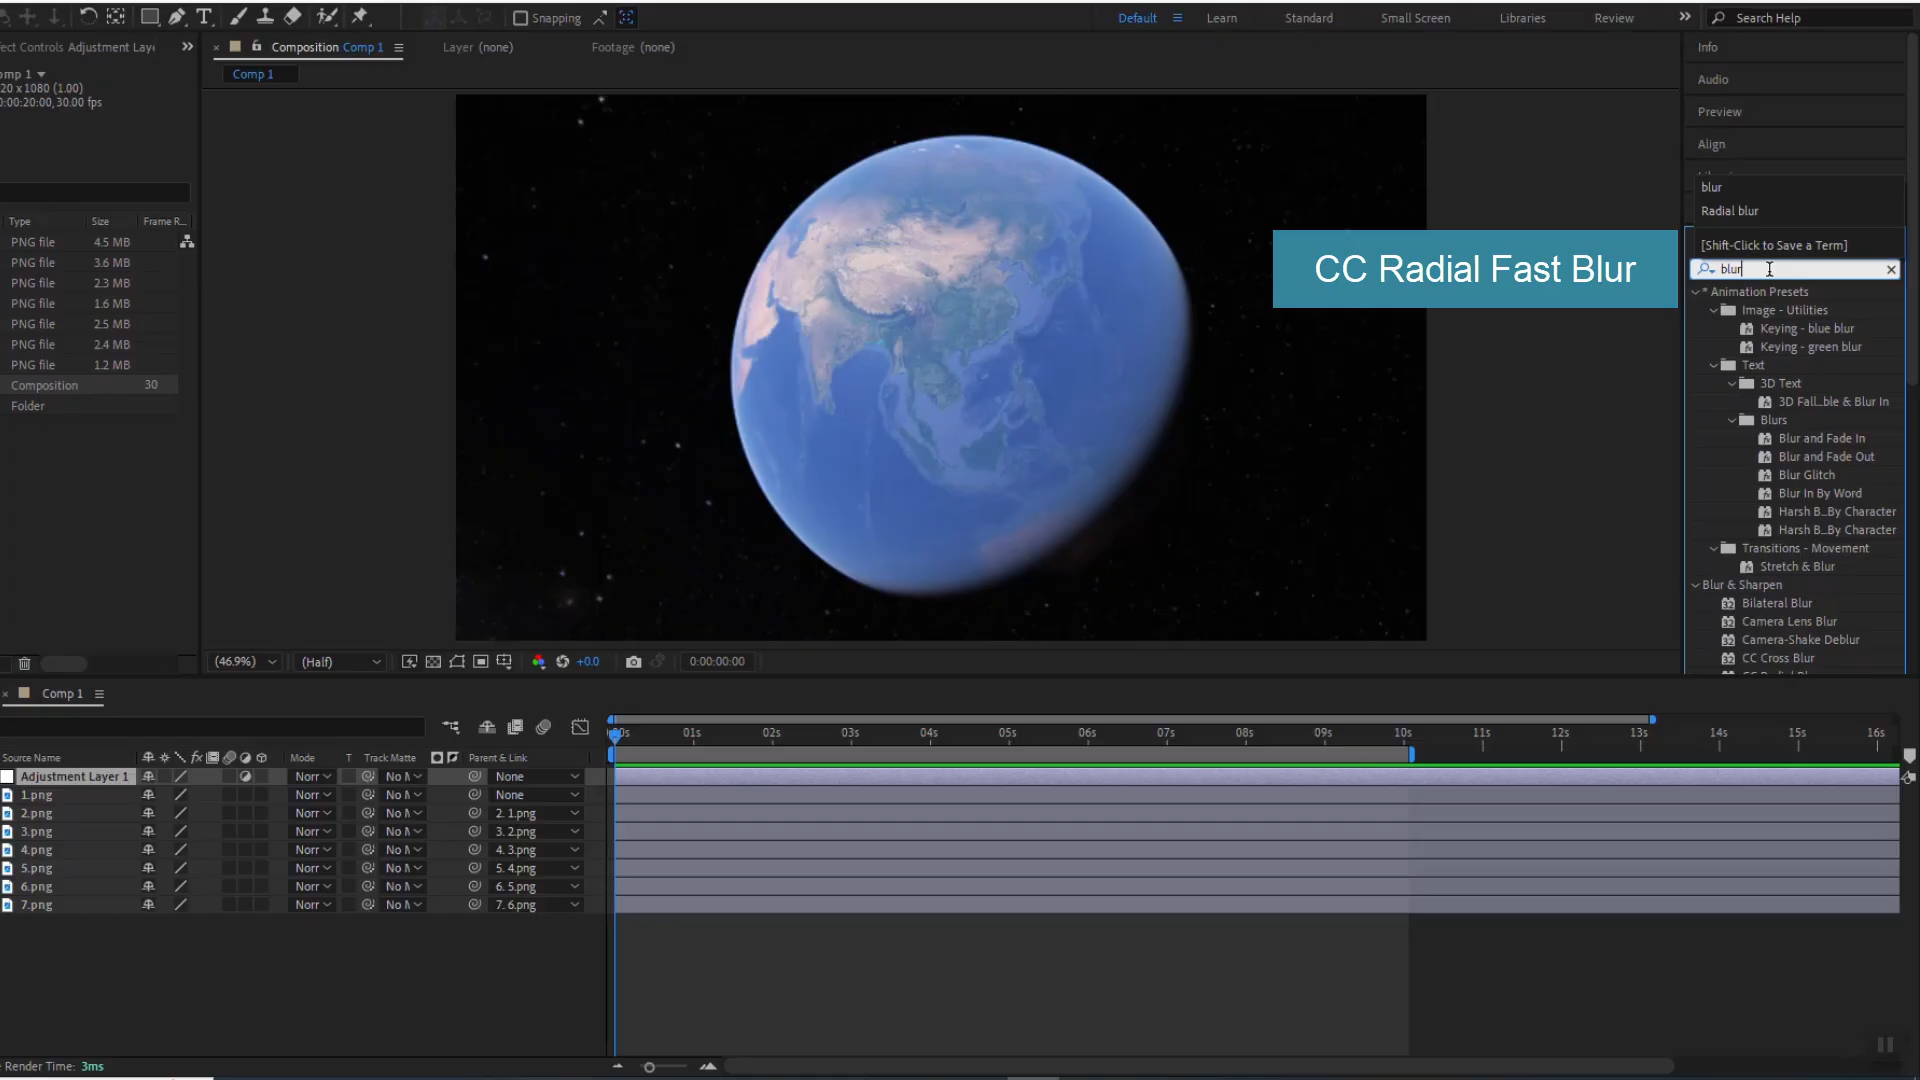 Snapping
Default
Learn
Standard
Small Screen
Libraries
Review
Search Help
ect Controls Adjustment Laye
Composition Comp 1
Layer (none)
Footage (none)
Info
omp 1
20 x 1080 (1.00)
0:00:20:00, 30.00 fps
Comp 1
Audio
Preview
Align
blur
Radial blur
[Shift-Click to Save a Term]
CC Radial Fast Blur
blur
Type Size Frame R...
PNG file 4.5 MB
PNG file 3.6 MB
PNG file 2.3 MB
PNG file 1.6 MB
PNG file 2.5 MB
PNG file 2.4 MB
PNG file 1.2 MB
Composition 30
Folder
* Animation Presets
Image - Utilities
Keying - blue blur
Keying - green blur
Text
3D Text
3D Fall...ble & Blur In
Blurs
Blur and Fade In
Blur and Fade Out
Blur Glitch
Blur In By Word
Harsh B...By Character
Harsh B...By Character
Transitions - Movement
Stretch & Blur
Blur & Sharpen
32 Bilateral Blur
32 Camera Lens Blur
32 Camera-Shake Deblur
32 CC Cross Blur
(46.9%) (Half) +0.0 0:00:00:00
Comp 1
00s 01s 02s 03s 04s 05s 06s 07s 08s 09s 10s 11s 12s 13s 14s 15s 16s
Source Name fx Mode T Track Matte Parent & Link
Adjustment Layer 1 Norr No M None
1.png Norr No M None
2.png Norr No M 2. 1.png
3.png Norr No M 3. 2.png
4.png Norr No M 4. 3.png
5.png Norr No M 5. 4.png
6.png Norr No M 6. 5.png
7.png Norr No M 7. 6.png
Render Time: 3ms